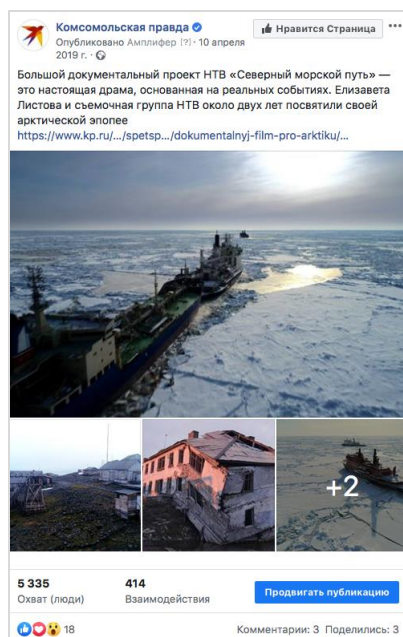 Комсомольская правда
Нравится Страница
Опубликовано Амплифер [?] · 10 апреля
2019 г. ·
Большой документальный проект НТВ «Северный морской путь» —
это настоящая драма, основанная на реальных событиях. Елизавета
Листова и съемочная группа НТВ около двух лет посвятили своей
арктической эпопее
https://www.kp.ru/.../spetsp.../dokumentalnyj-film-pro-arktiku/...
+2
5 335
Охват (люди)
414
Взаимодействия
Продвигать публикацию
18
Комментарии: 3 Поделились: 3